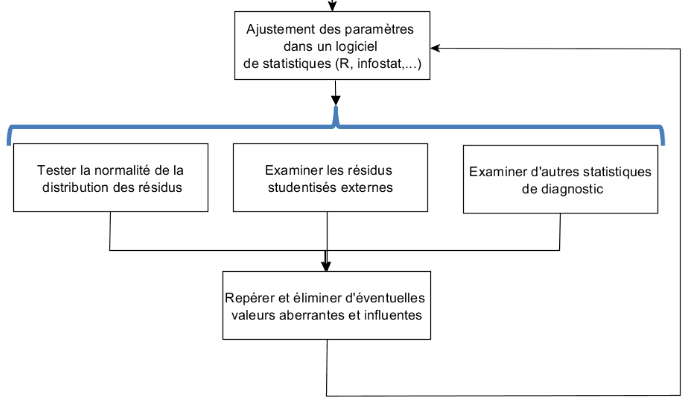 Ajustement des paramètres
dans un logiciel
de statistiques (R, infostat,...)
Tester la normalité de la
distribution des résidus
Examiner les résidus
studentisés externes
Examiner d'autres statistiques
de diagnostic
Repérer et éliminer d'éventuelles
valeurs aberrantes et influentes